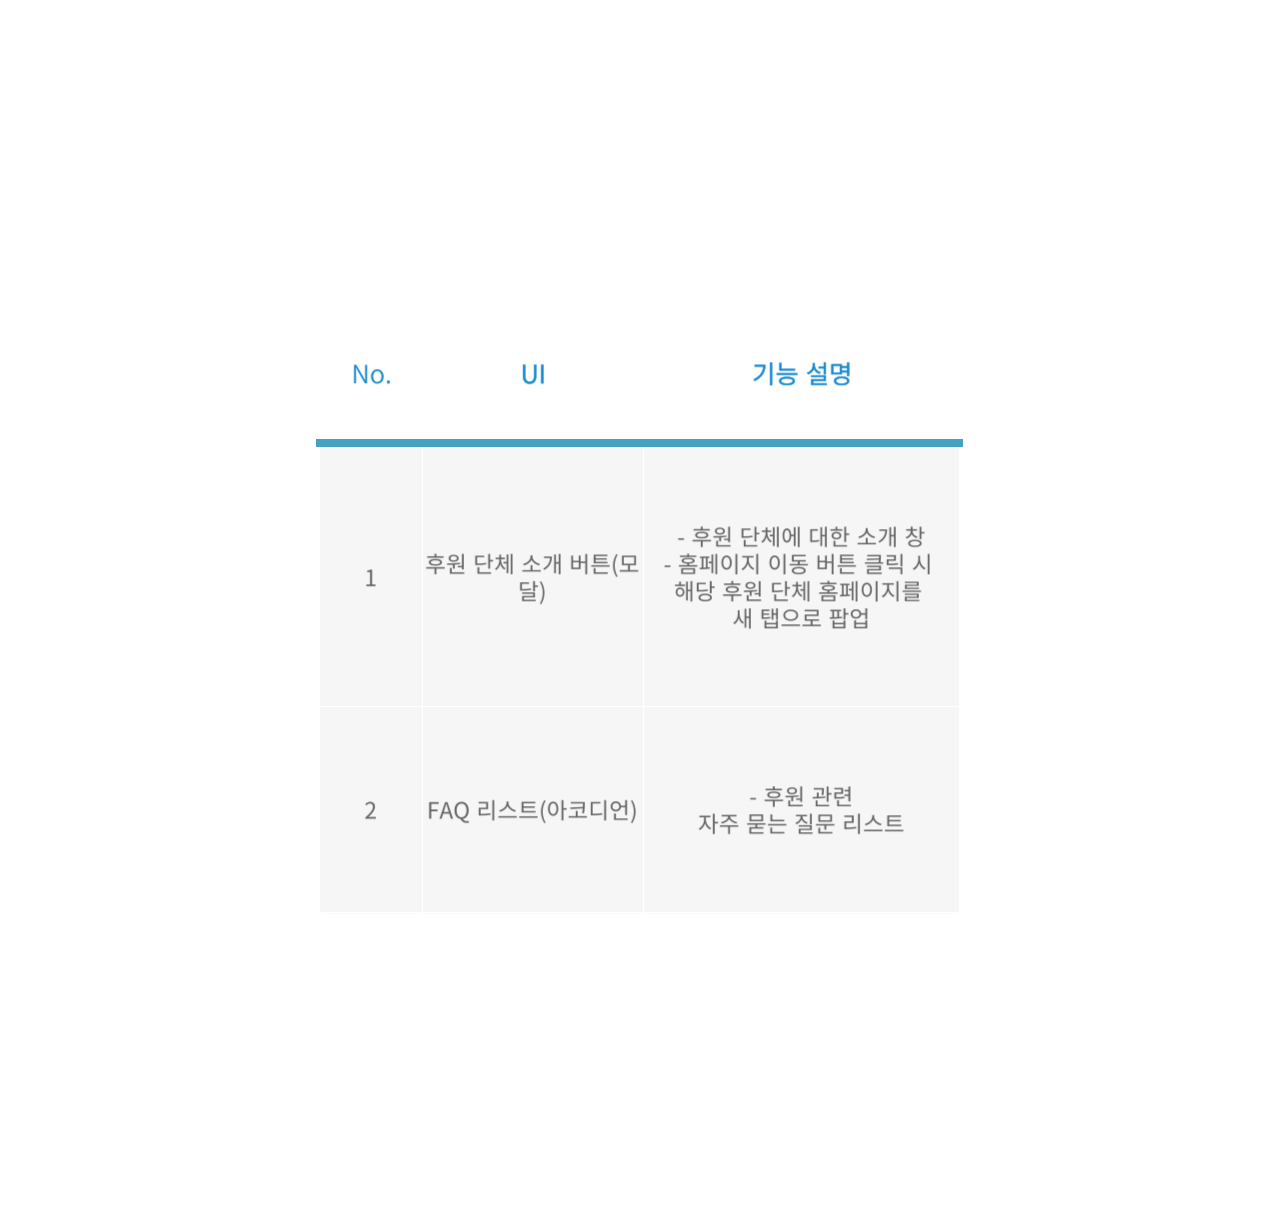 No. UI 기능 설명
1
후원 단체 소개 버튼(모
달)
- 후원 단체에 대한 소개 창
- 홈페이지 이동 버튼 클릭 시
해당 후원 단체 홈페이지를
새 탭으로 팝업
2
FAQ 리스트(아코디언)
- 후원 관련
자주 묻는 질문 리스트